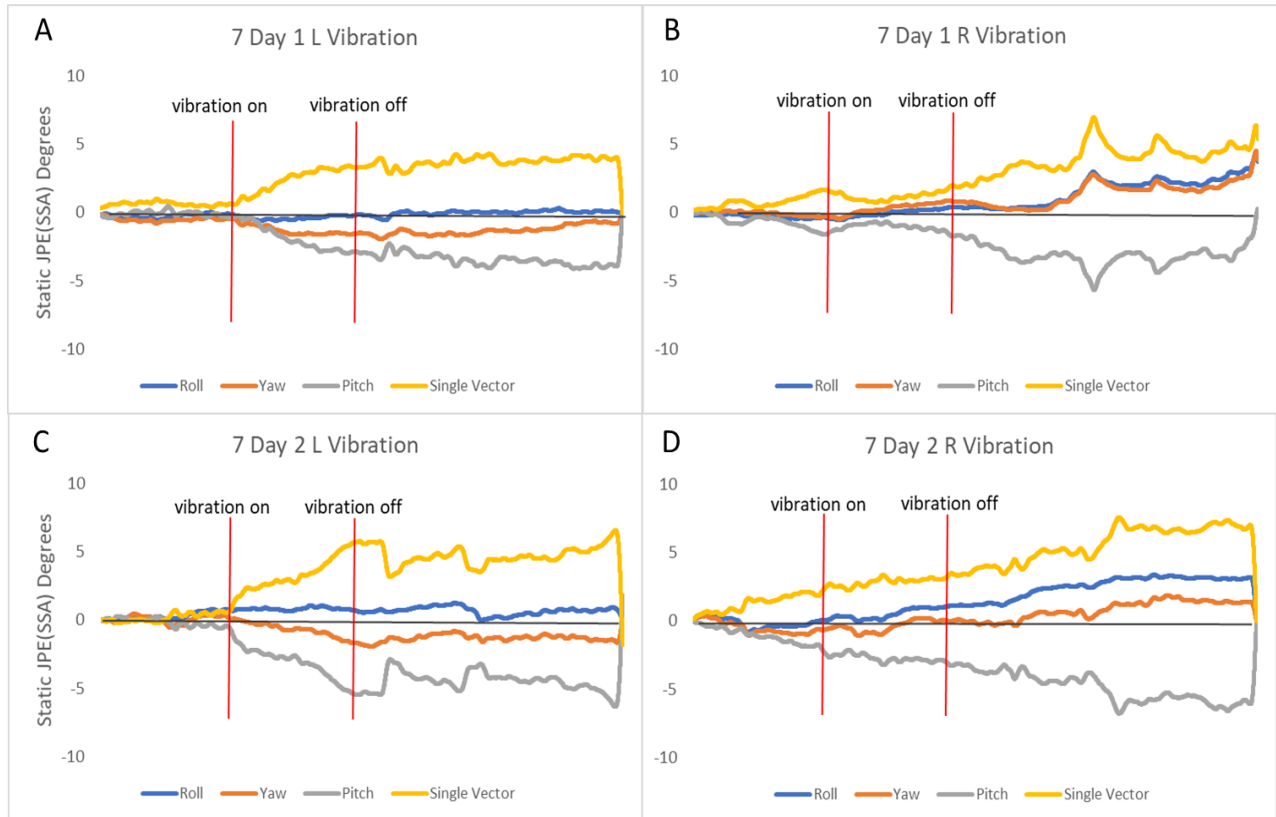 A
7 Day 1 L Vibration
Static JPE(SSA) Degrees
10
5
0
-5
-10
vibration on
vibration off
Roll Yaw Pitch Single Vector
B
7 Day 1 R Vibration
10
5
0
-5
-10
vibration on
vibration off
Roll Yaw Pitch Single Vector
C
7 Day 2 L Vibration
Static JPE(SSA) Degrees
10
5
0
-5
-10
vibration on
vibration off
Roll Yaw Pitch Single Vector
D
7 Day 2 R Vibration
10
5
0
-5
-10
vibration on
vibration off
Roll Yaw Pitch Single Vector